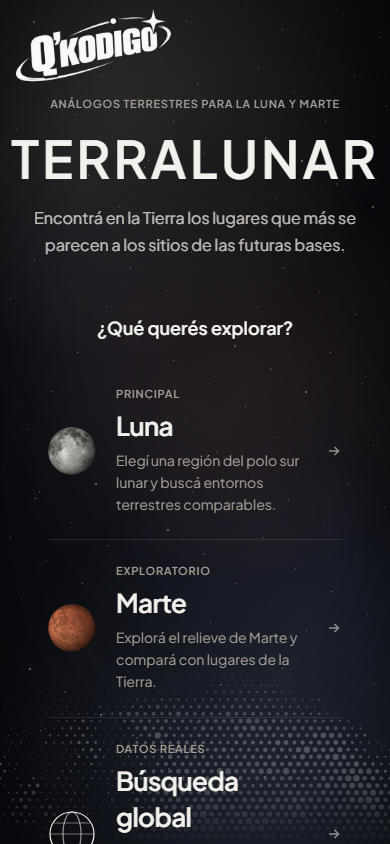 Q'KODIGO
ANÁLOGOS TERRESTRES PARA LA LUNA Y MARTE
TERRALUNAR
Encontrá en la Tierra los lugares que más se
parecen a los sitios de las futuras bases.
¿Qué querés explorar?
PRINCIPAL
Luna
Elegí una región del polo sur
lunar y buscá entornos
terrestres comparables.
→
EXPLORATORIO
Marte
Explorá el relieve de Marte y
compará con lugares de la
Tierra.
→
DATOS REALES
Búsqueda
global
→